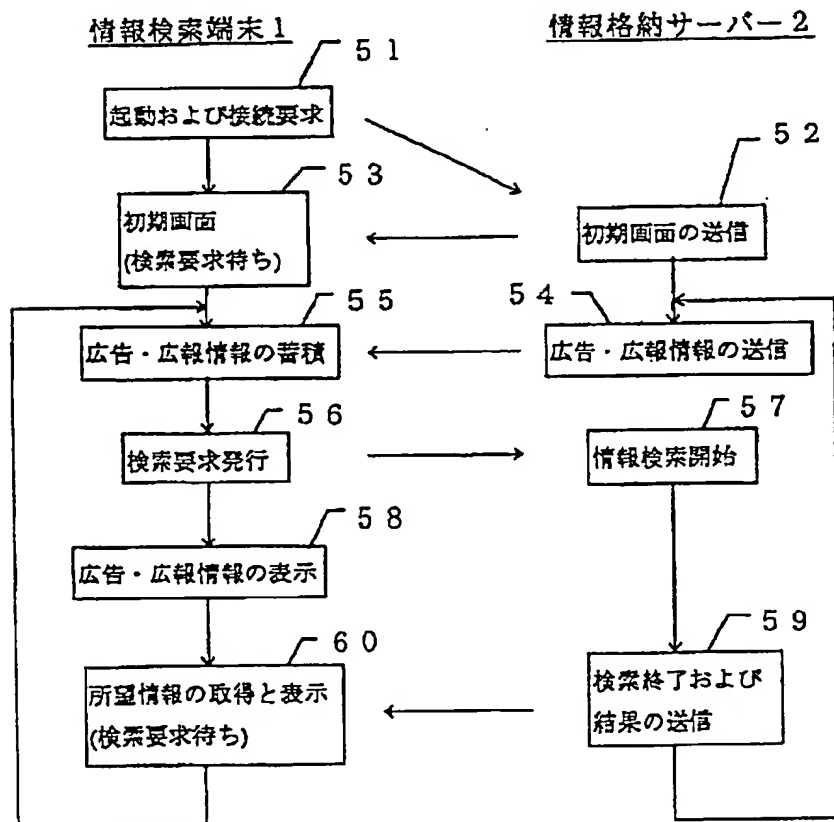 情報検索端末1
情報格納サーバー2
51
起動および接続要求
52
53
初期画面
(検索要求待ち)
初期画面の送信
55
54
広告・広報情報の蓄積
広告・広報情報の送信
56
57
検索要求発行
情報検索開始
58
広告・広報情報の表示
60
59
所望情報の取得と表示
(検索要求待ち)
検索終了および
結果の送信